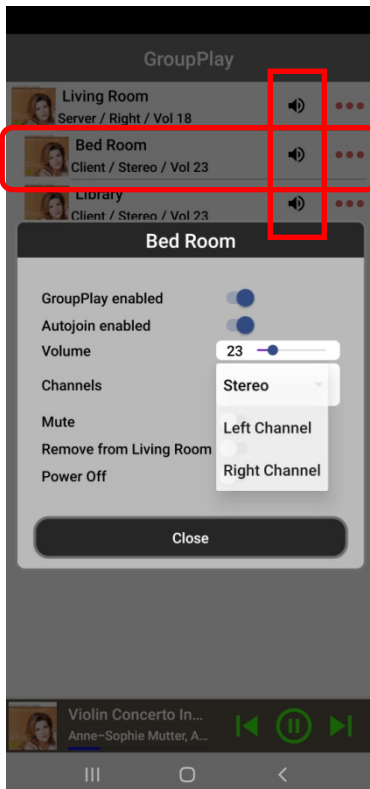 GroupPlay
Living Room
Server / Right / Vol 18
Bed Room
Client / Stereo / Vol 23
Library
Client / Stereo / Vol 23
Bed Room
GroupPlay enabled
Autojoin enabled
Volume 23
Channels Stereo
Left Channel
Mute
Remove from Living Room
Right Channel
Power Off
Close
Violin Concerto In...
Anne-Sophie Mutter, A...